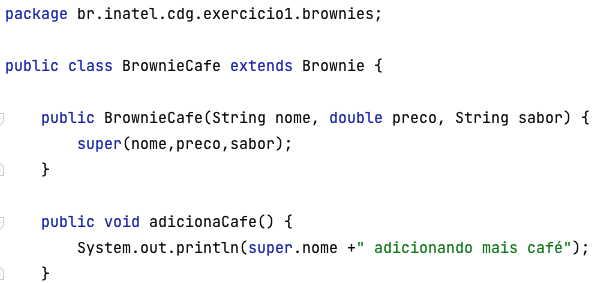 package br.inatel.cdg.exercicio1.brownies;
public class BrownieCafe extends Brownie {
public BrownieCafe(String nome, double preco, String sabor) {
super(nome,preco,sabor);
}
public void adicionaCafe() {
System.out.println(super.nome +" adicionando mais café");
}